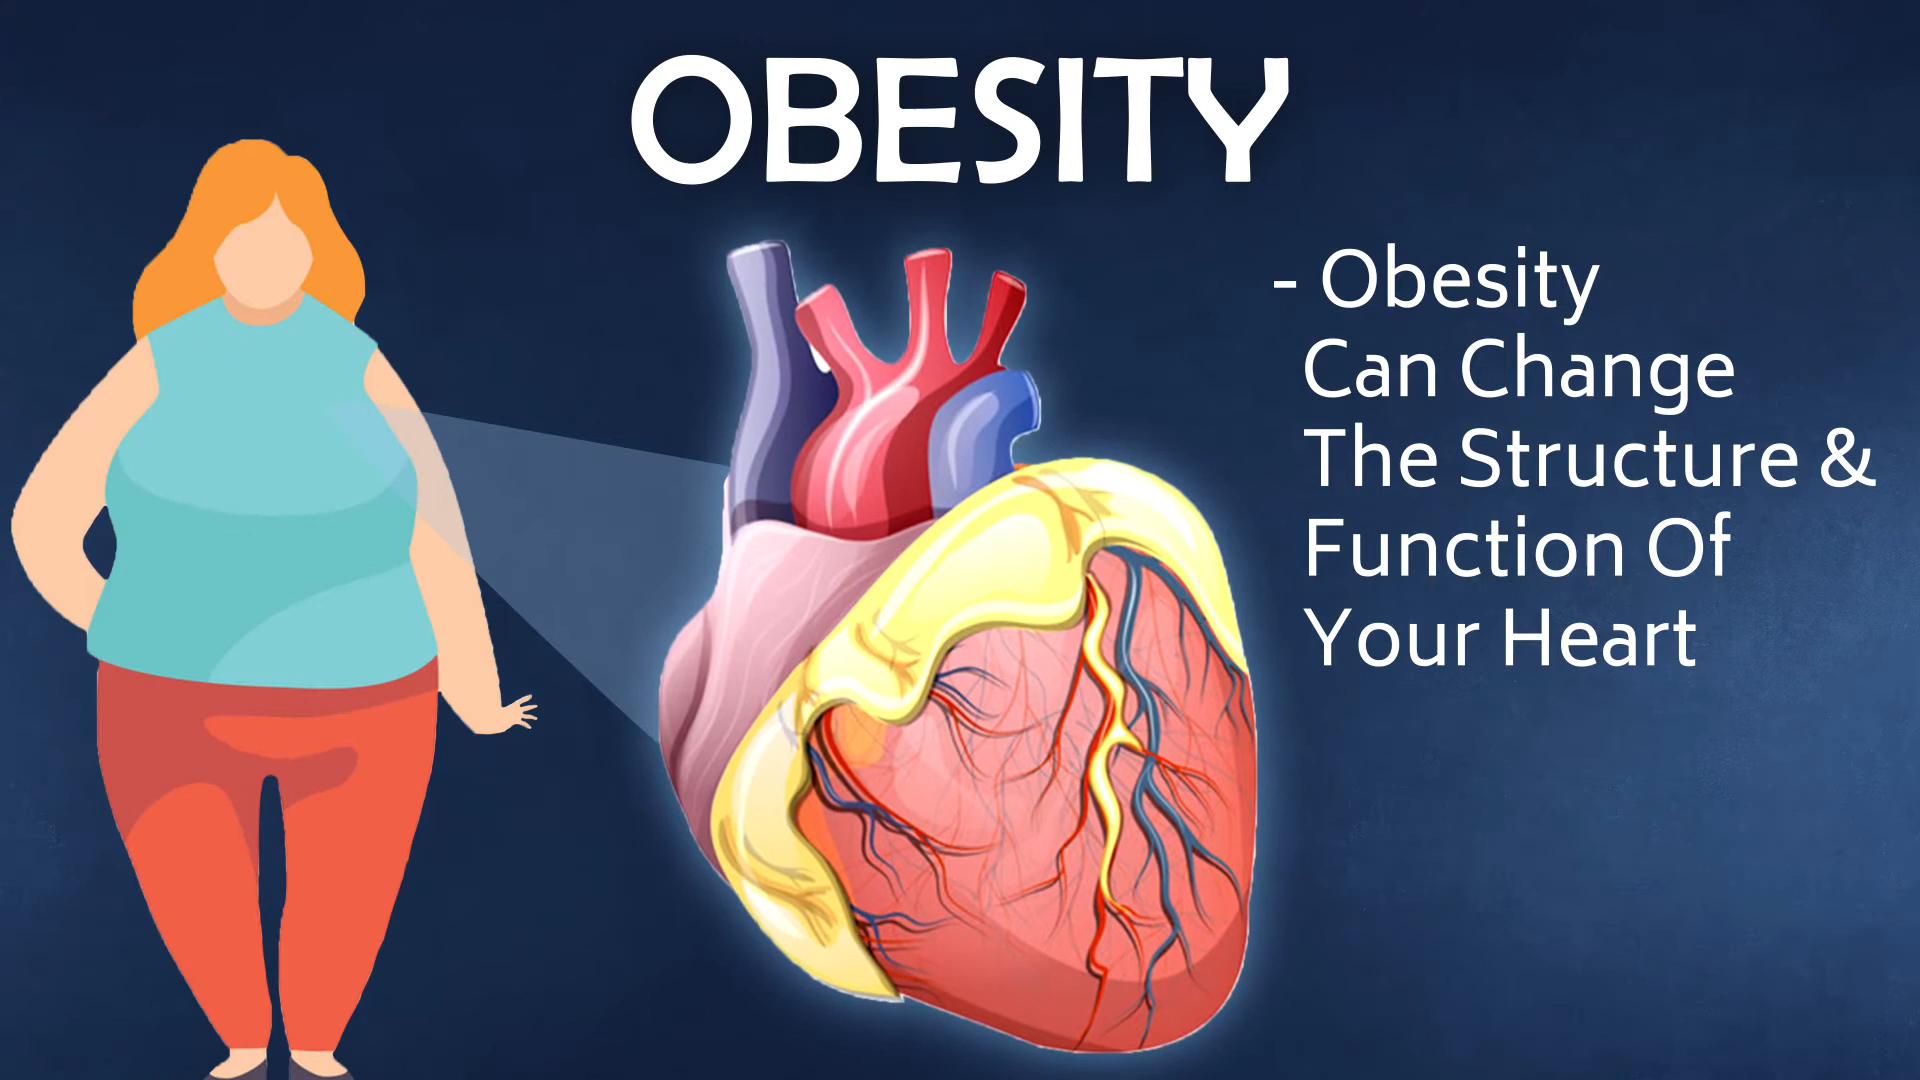 OBESITY
- Obesity
Can Change
The Structure &
Function Of
Your Heart